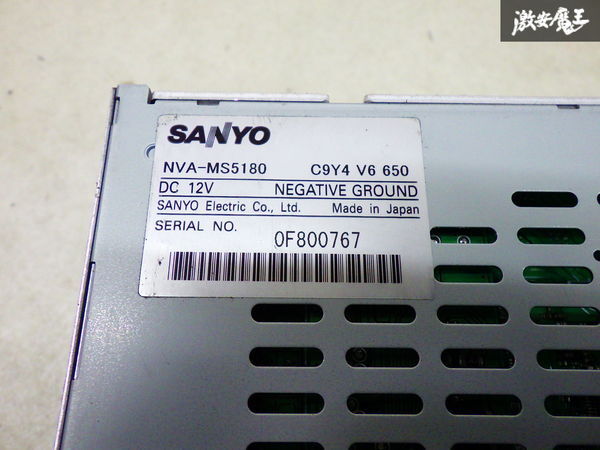 激安魔王
SANYO
NVA-MS5180 C9Y4 V6 650
DC 12V NEGATIVE GROUND
SANYO Electric Co., Ltd. Made in Japan
SERIAL NO. 0F800767